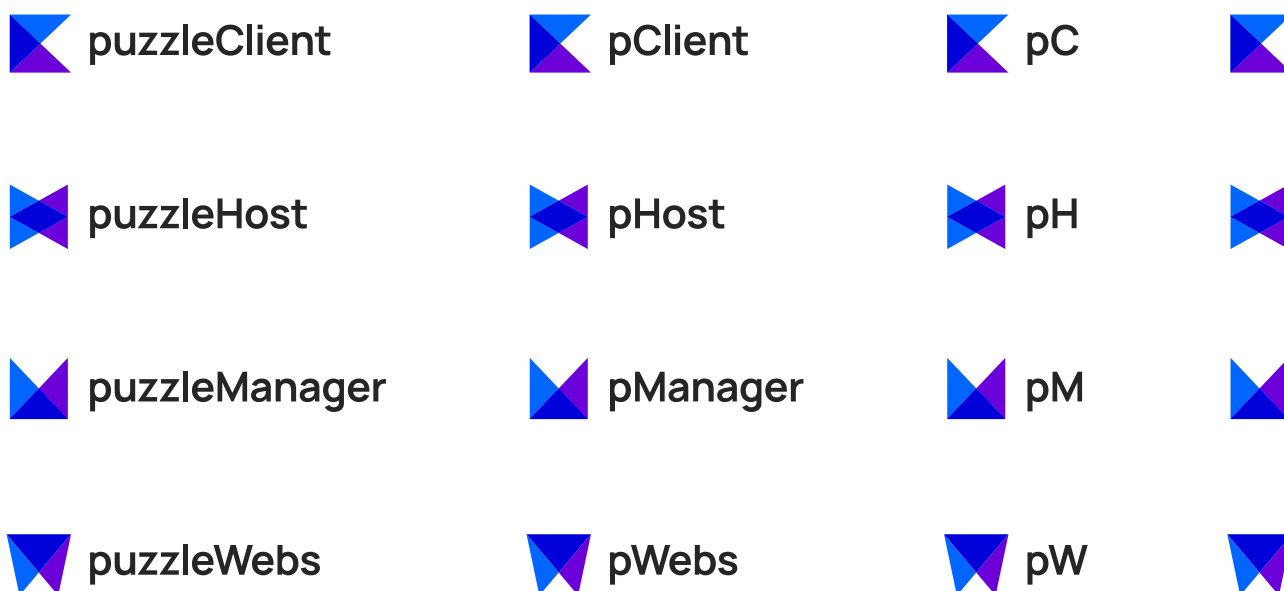 puzzleClient pClient pC
puzzleHost pHost pH
puzzleManager pManager pM
puzzleWebs pWebs pW